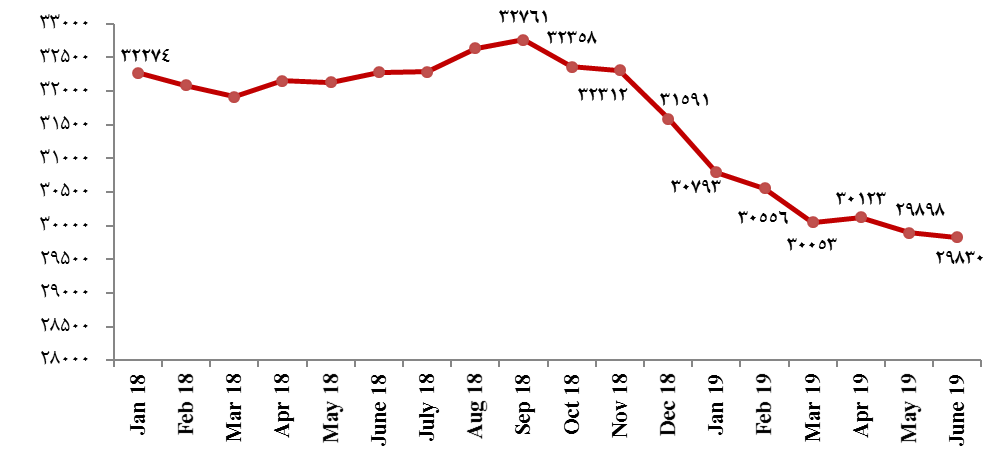 ۳۳۰۰۰
۳۲۵۰۰
۳۲۰۰۰
۳۱۵۰۰
۳۱۰۰۰
۳۰۵۰۰
۳۰۰۰۰
۲۹۵۰۰
۲۹۰۰۰
۲۸۵۰۰
۲۸۰۰۰
۳۲۲۷٤
۳۲۷۶۱
۳۲۳۵۸
۳۲۳۱۲
۳۱۵۹۱
۳۰۷۹۳
۳۰۵۵۶
۳۰۰۵۳
۳۰۱۲۳
۲۹۸۹۸
۲۹۸۳۰
Jan 18
Feb 18
Mar 18
Apr 18
May 18
June 18
July 18
Aug 18
Sep 18
Oct 18
Nov 18
Dec 18
Jan 19
Feb 19
Mar 19
Apr 19
May 19
June 19